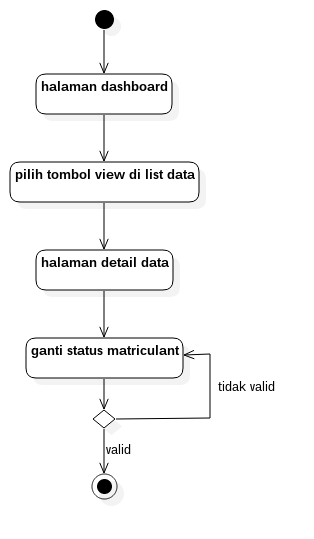 halaman dashboard
pilih tombol view di list data
halaman detail data
ganti status matriculant
tidak valid
valid